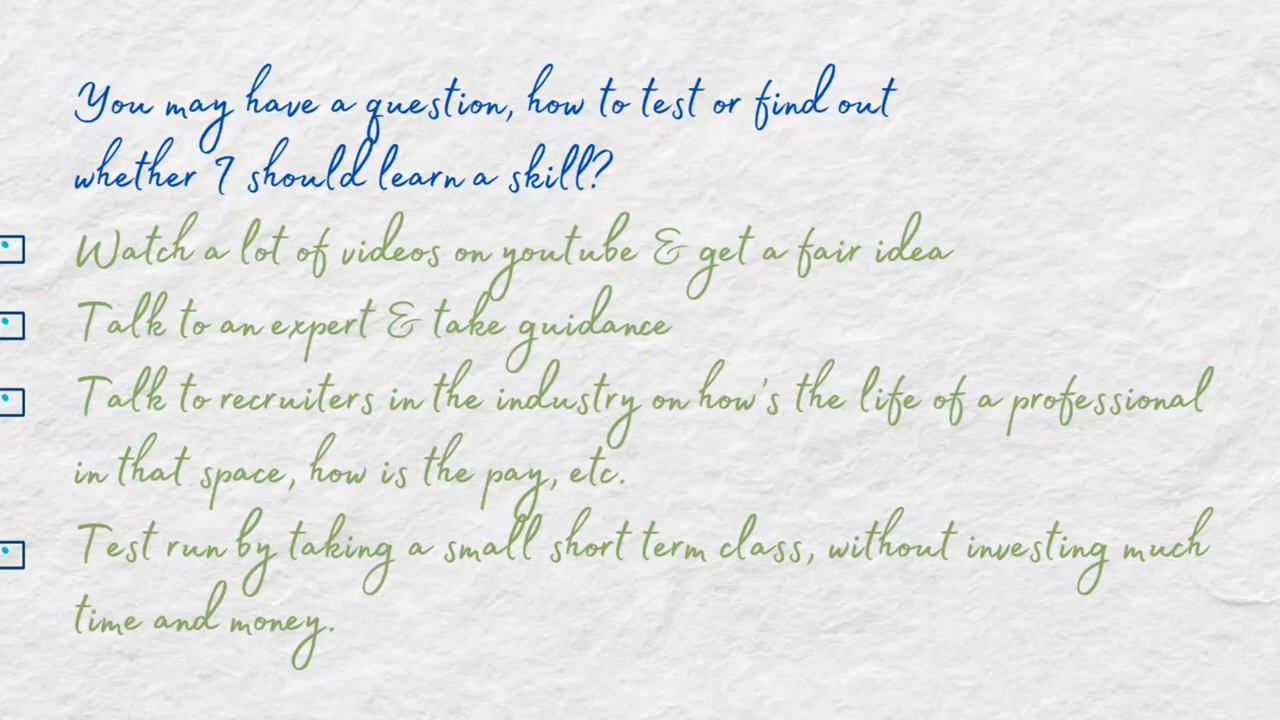 You may have a question, how to test or find out
whether I should learn a skill?
Watch a lot of videos on youtube & get a fair idea
Talk to an expert & take guidance
Talk to recruiters in the industry on how's the life of a professional
in that space, how is the pay, etc.
Test run by taking a small short term class, without investing much
time and money.